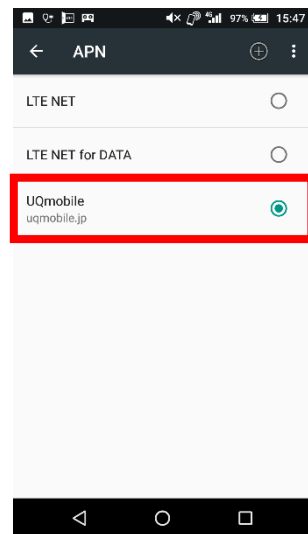 97% 15:47
APN
LTE NET
LTE NET for DATA
UQmobile
uqmobile.jp